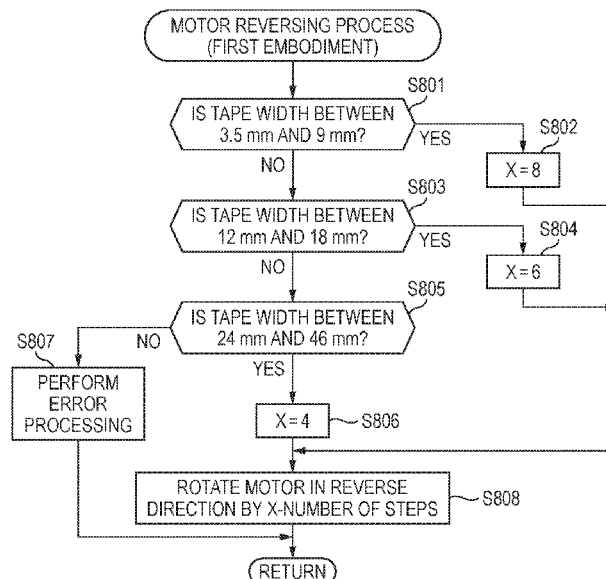 MOTOR REVERSING PROCESS
(FIRST EMBODIMENT)
S801
IS TAPE WIDTH BETWEEN
3.5 mm AND 9 mm?
YES
NO
S802
X = 8
S803
IS TAPE WIDTH BETWEEN
12 mm AND 18 mm?
YES
NO
S804
X = 6
S805
IS TAPE WIDTH BETWEEN
24 mm AND 46 mm?
NO
YES
S807
PERFORM
ERROR
PROCESSING
X = 4
S806
ROTATE MOTOR IN REVERSE
DIRECTION BY X-NUMBER OF STEPS
S808
RETURN